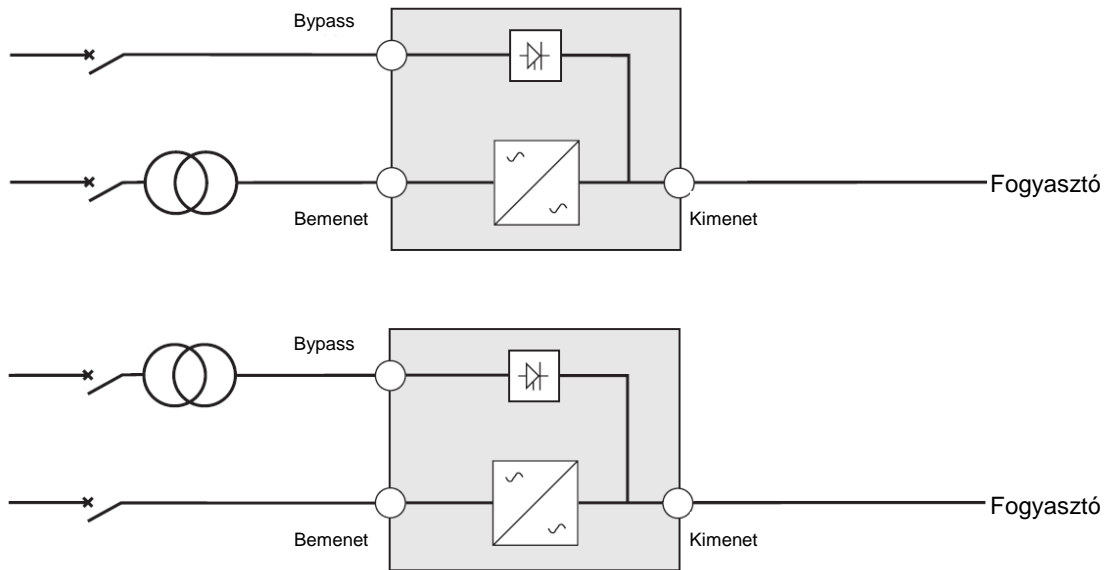 Bypass
Bemenet
Kimenet
Fogyasztó
Bypass
Bemenet
Kimenet
Fogyasztó